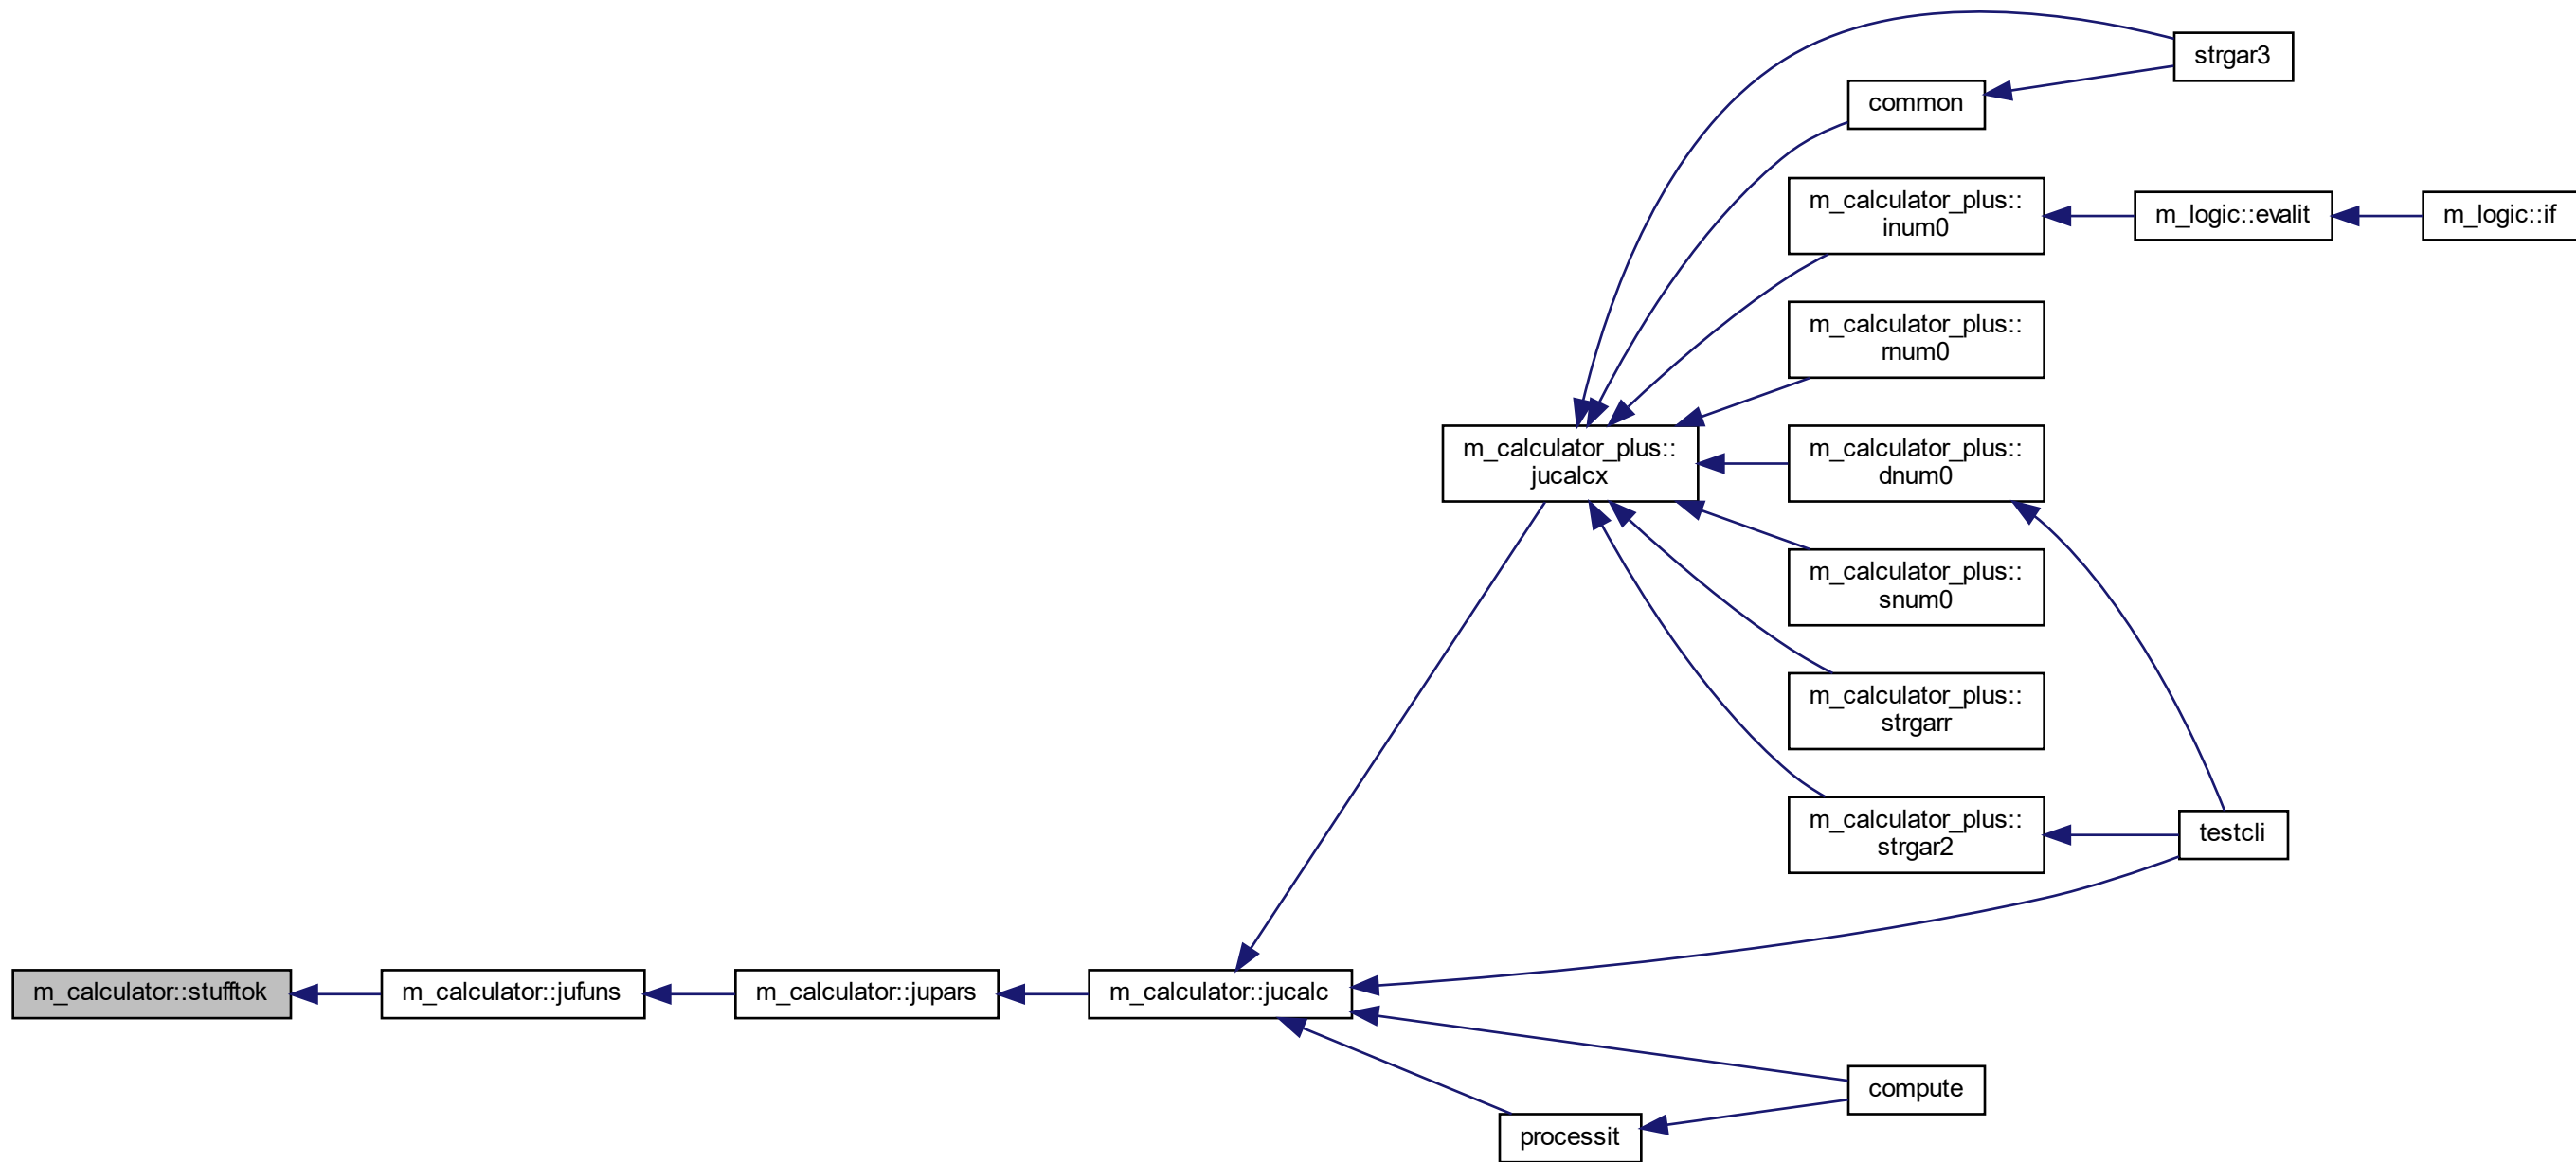 strgar3
common
m_calculator_plus::
inum0
m_logic::evalit
m_logic::if
m_calculator_plus::
rnum0
m_calculator_plus::
jucalcx
m_calculator_plus::
dnum0
m_calculator_plus::
snum0
m_calculator_plus::
strgarr
m_calculator_plus::
strgar2
testcli
m_calculator::stufftok
m_calculator::jufuns
m_calculator::jupars
m_calculator::jucalc
compute
processit